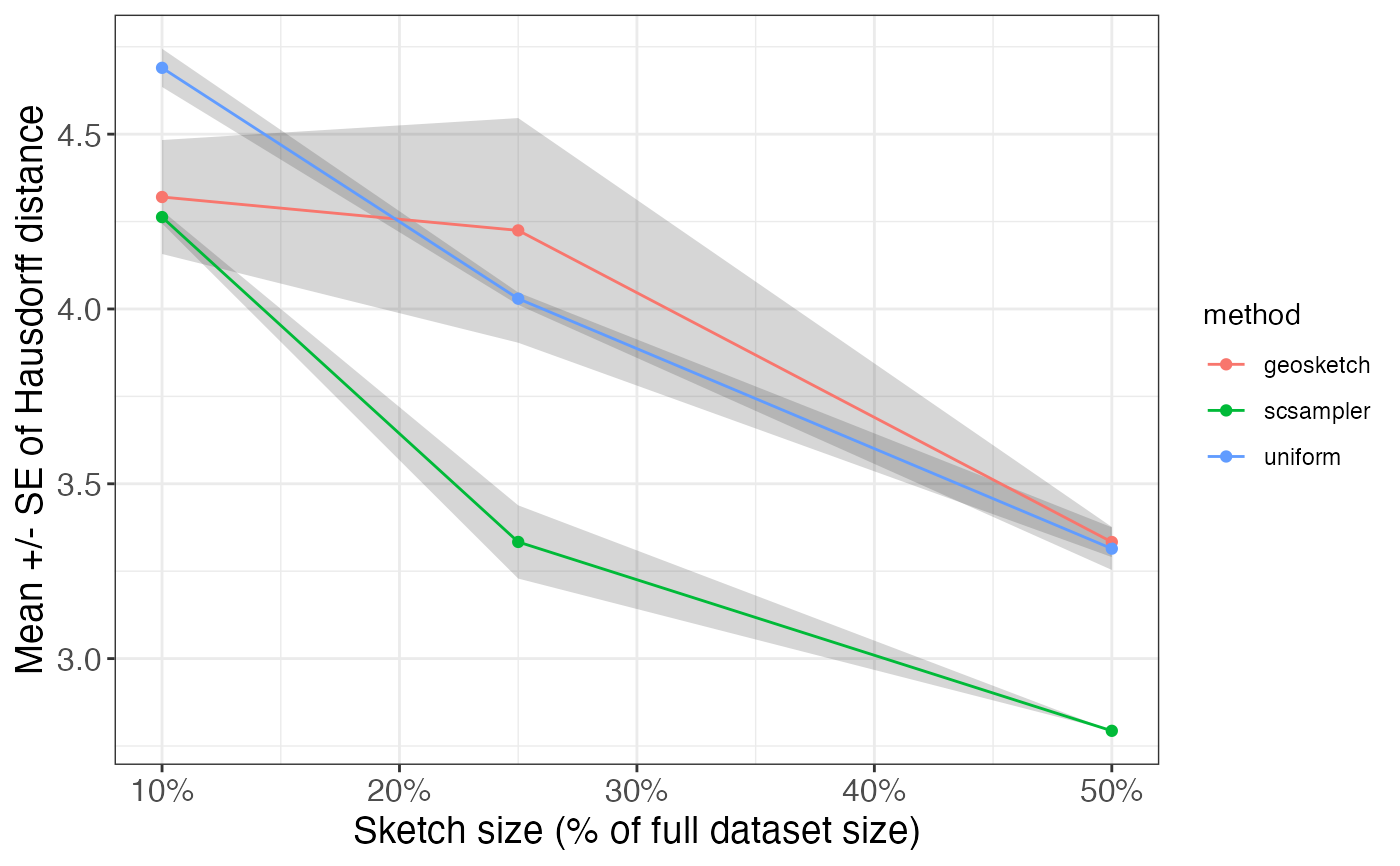 Mean +/- SE of Hausdorff distance
4.5
4.0
3.5
3.0
10% 20% 30% 40% 50%
Sketch size (% of full dataset size)
method
geosketch
scsampler
uniform